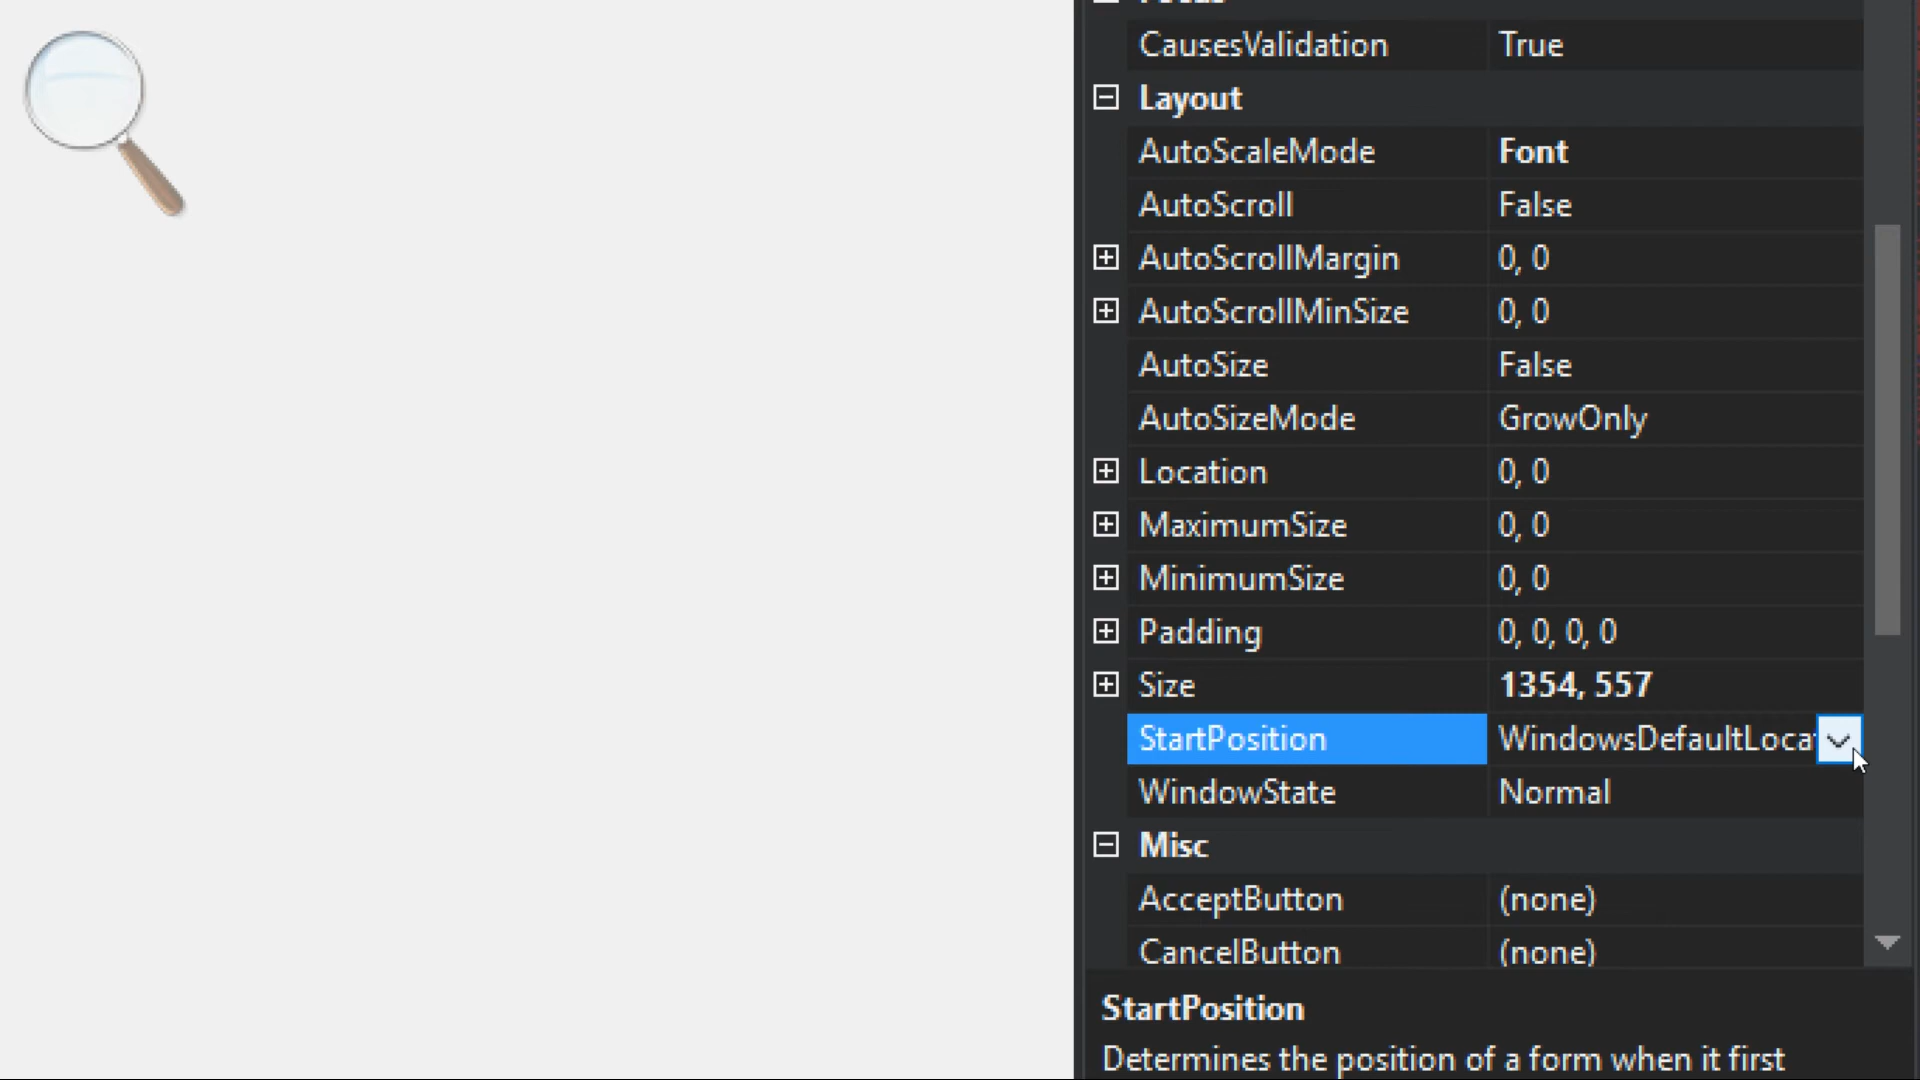 CausesValidation True
Layout
AutoScaleMode Font
AutoScroll False
AutoScrollMargin 0, 0
AutoScrollMinSize 0, 0
AutoSize False
AutoSizeMode GrowOnly
Location 0, 0
MaximumSize 0, 0
MinimumSize 0, 0
Padding 0, 0, 0, 0
Size 1354, 557
StartPosition WindowsDefaultLoca
WindowState Normal
Misc
AcceptButton (none)
CancelButton (none)
StartPosition
Determines the position of a form when it first